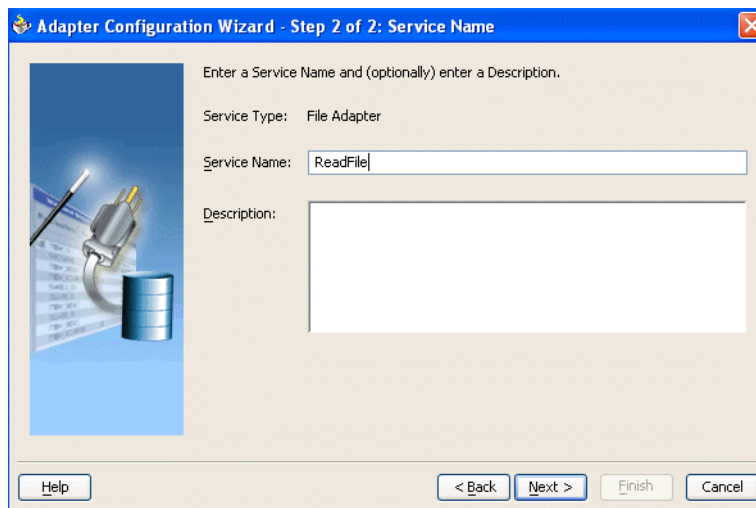 Adapter Configuration Wizard - Step 2 of 2: Service Name
Enter a Service Name and (optionally) enter a Description.
Service Type: File Adapter
Service Name: ReadFile
Description:
Help < Back Next > Finish Cancel